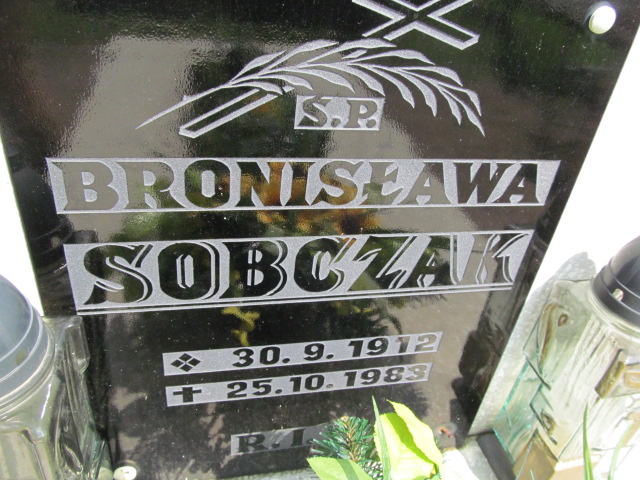 Ś.P.
BRONISŁAWA
SOBCZAK
30.9.1912
25.10.1983
R.I.